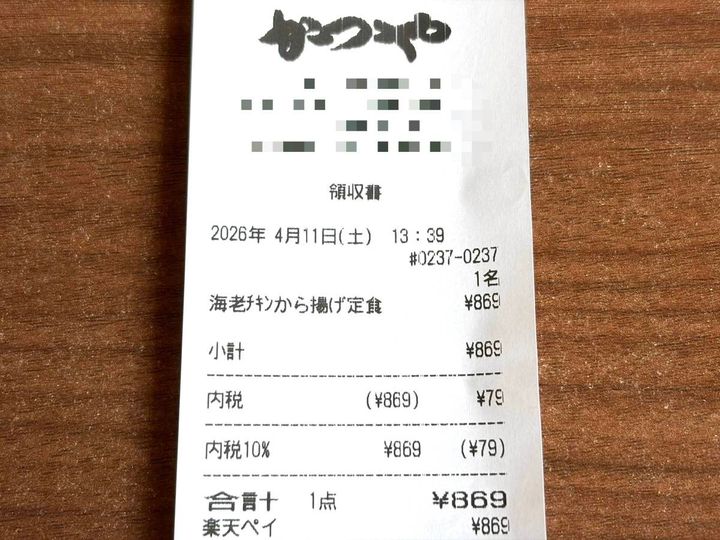 かつや
領収書
2026年 4月11日(土) 13:39
#0237-0237
1名
海老ﾁｷﾝから揚げ定食 ¥869
小計 ¥869
内税 (¥869) ¥79
内税10% ¥869 (¥79)
合計 1点 ¥869
楽天ペイ ¥869